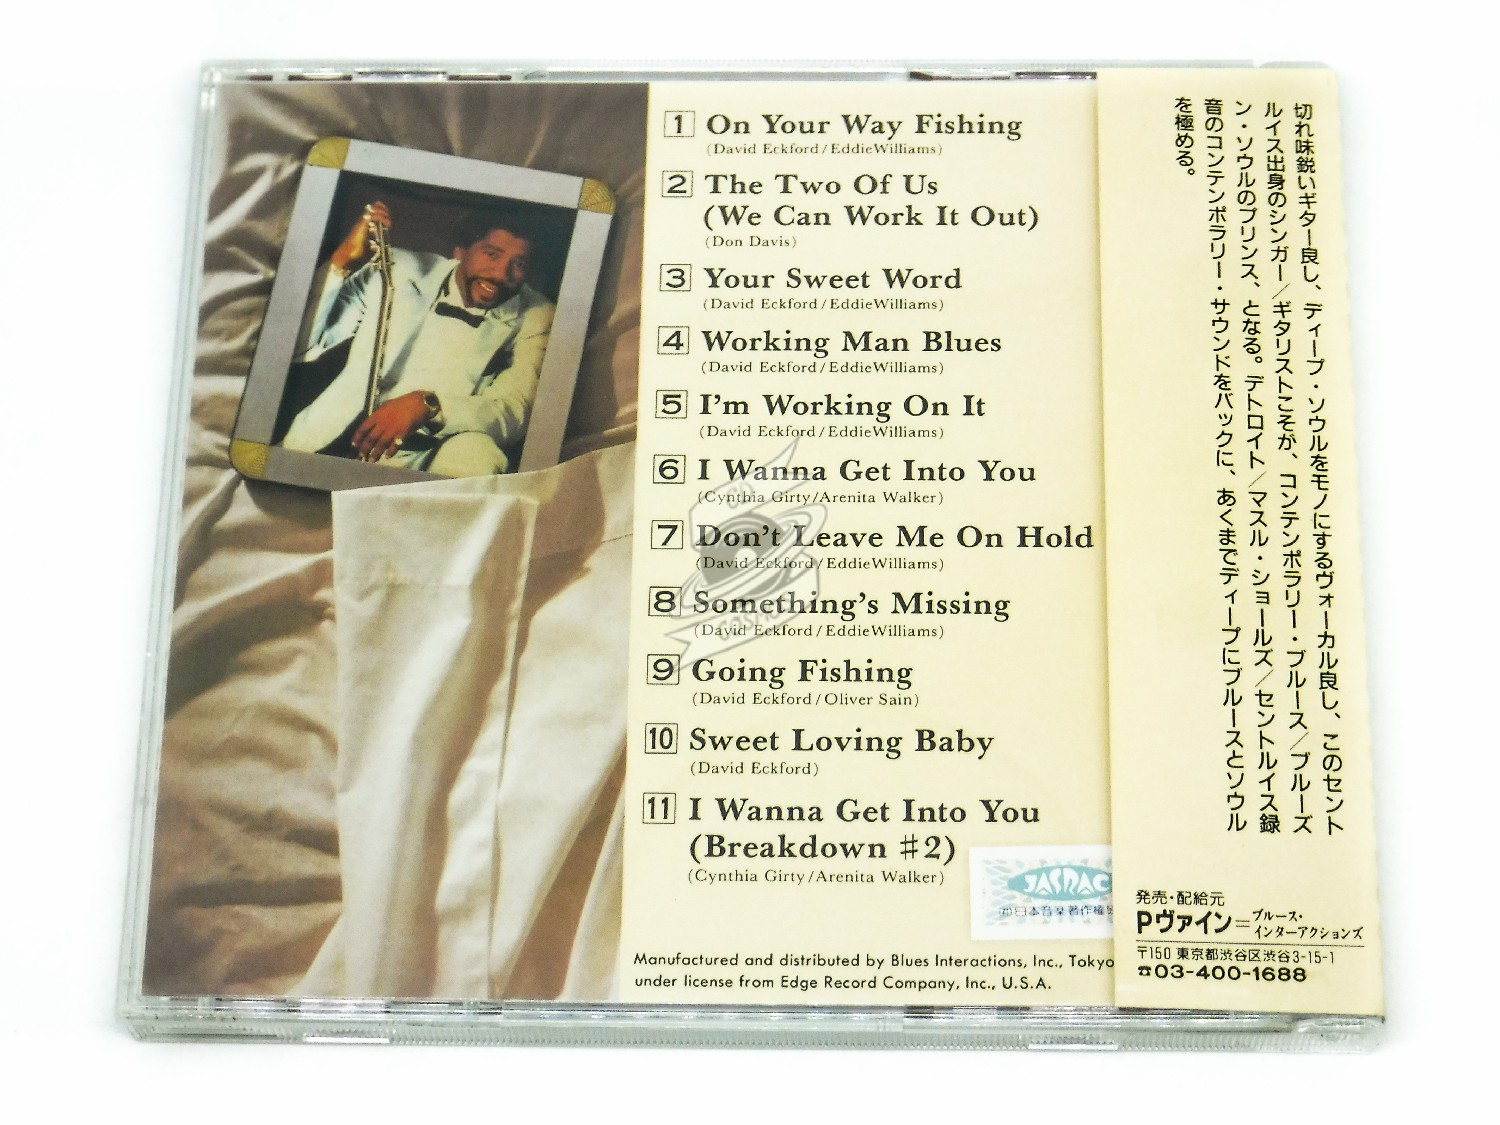 1 On Your Way Fishing
(David Eckford/EddieWilliams)
2 The Two Of Us
(We Can Work It Out)
(Don Davis)
3 Your Sweet Word
(David Eckford/EddieWilliams)
4 Working Man Blues
(David Eckford/EddieWilliams)
5 I'm Working On It
(David Eckford/EddieWilliams)
6 I Wanna Get Into You
(Cynthia Girty/Arenita Walker)
7 Don't Leave Me On Hold
(David Eckford/EddieWilliams)
8 Something's Missing
(David Eckford/EddieWilliams)
9 Going Fishing
(David Eckford/Oliver Sain)
10 Sweet Loving Baby
(David Eckford)
11 I Wanna Get Into You
(Breakdown #2)
(Cynthia Girty/Arenita Walker)
JASRAC
日本音楽著作権
Manufactured and distributed by Blues Interactions, Inc., Tokyo
under license from Edge Record Company, Inc., U.S.A.
切れ味鋭いギター良し、ディープ・ソウルをモノにするヴォーカル良し、このセント
ルイス出身のシンガー／ギタリストこそが、コンテンポラリー・ブルース／ブルーズ
ン・ソウルのプリンス、となる。デトロイト／マスル・ショールズ／セントルイス録
音のコンテンポラリー・サウンドをバックに、あくまでディープにブルースとソウル
を極める。
発売・配給元
Pヴァイン＝ブルース・
インターアクションズ
〒150 東京都渋谷区渋谷3-15-1
☎03-400-1688